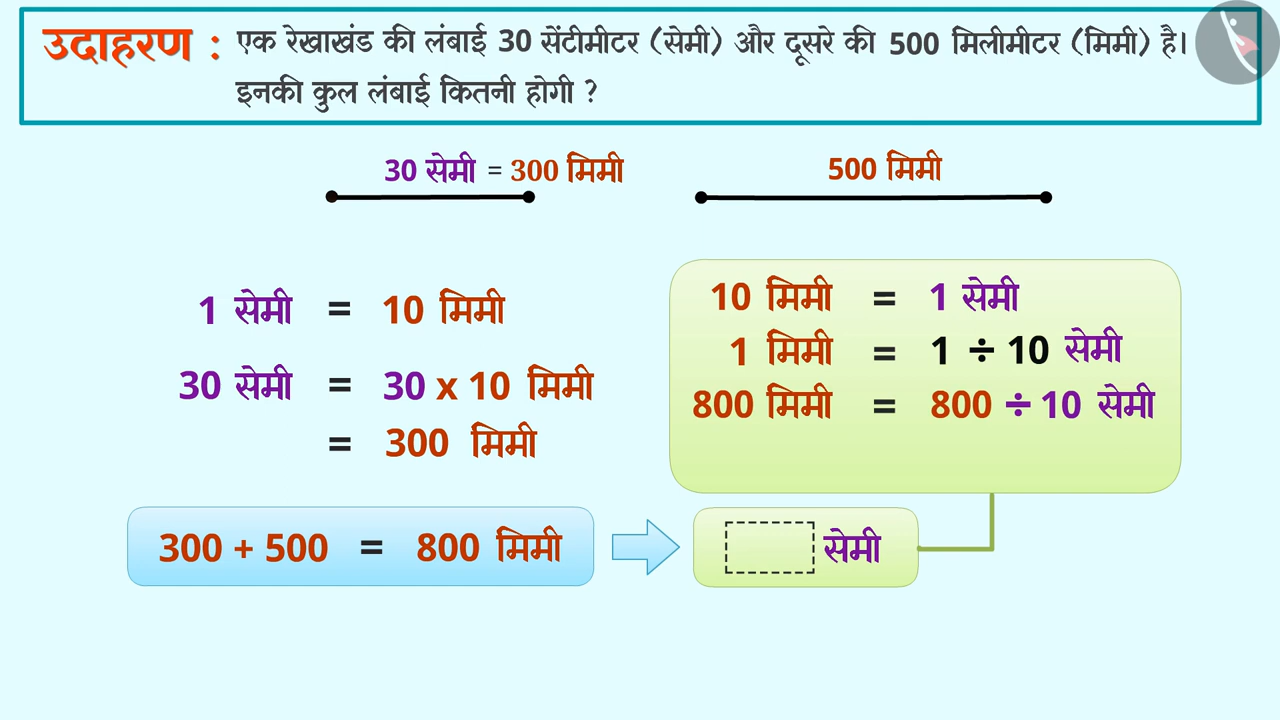 उदाहरण : एक रेखाखंड की लंबाई 30 सेंटीमीटर (सेमी) और दूसरे की 500 मिलीमीटर (मिमी) है।
इनकी कुल लंबाई कितनी होगी ?
30 सेमी = 300 मिमी
500 मिमी
1 सेमी = 10 मिमी
30 सेमी = 30 x 10 मिमी
= 300 मिमी
10 मिमी = 1 सेमी
1 मिमी = 1 ÷ 10 सेमी
800 मिमी = 800 ÷ 10 सेमी
300 + 500 = 800 मिमी
सेमी